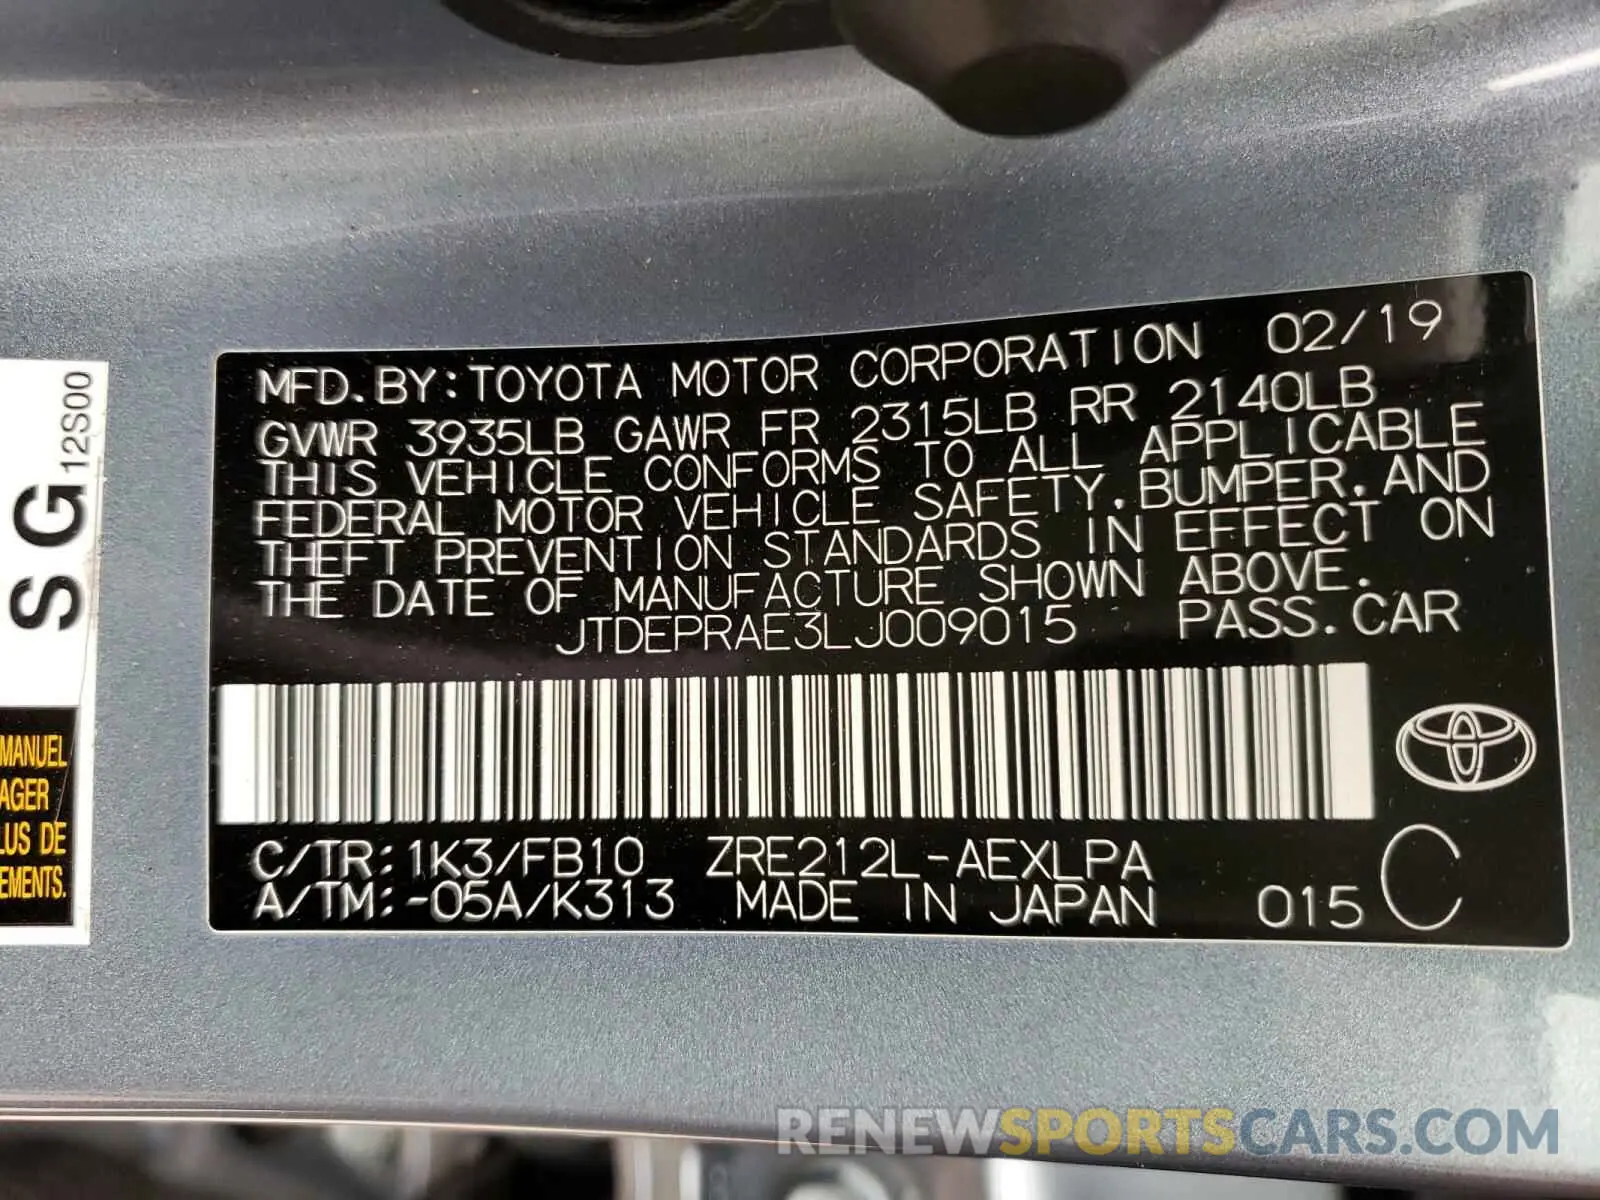 MFD.BY:TOYOTA MOTOR CORPORATION 02/19
GVWR 3935LB GAWR FR 2315LB RR 2140LB
THIS VEHICLE CONFORMS TO ALL APPLICABLE
FEDERAL MOTOR VEHICLE SAFETY,BUMPER,AND
THEFT PREVENTION STANDARDS IN EFFECT ON
THE DATE OF MANUFACTURE SHOWN ABOVE.
JTDEPRAE3LJ009015 PASS.CAR
C/TR:1K3/FB10 ZRE212L-AEXLPA
A/TM:-05A/K313 MADE IN JAPAN 015 C
S G 12S00
MANUEL
AGER
LUS DE
EMENTS.
RENEWSPORTSCARS.COM